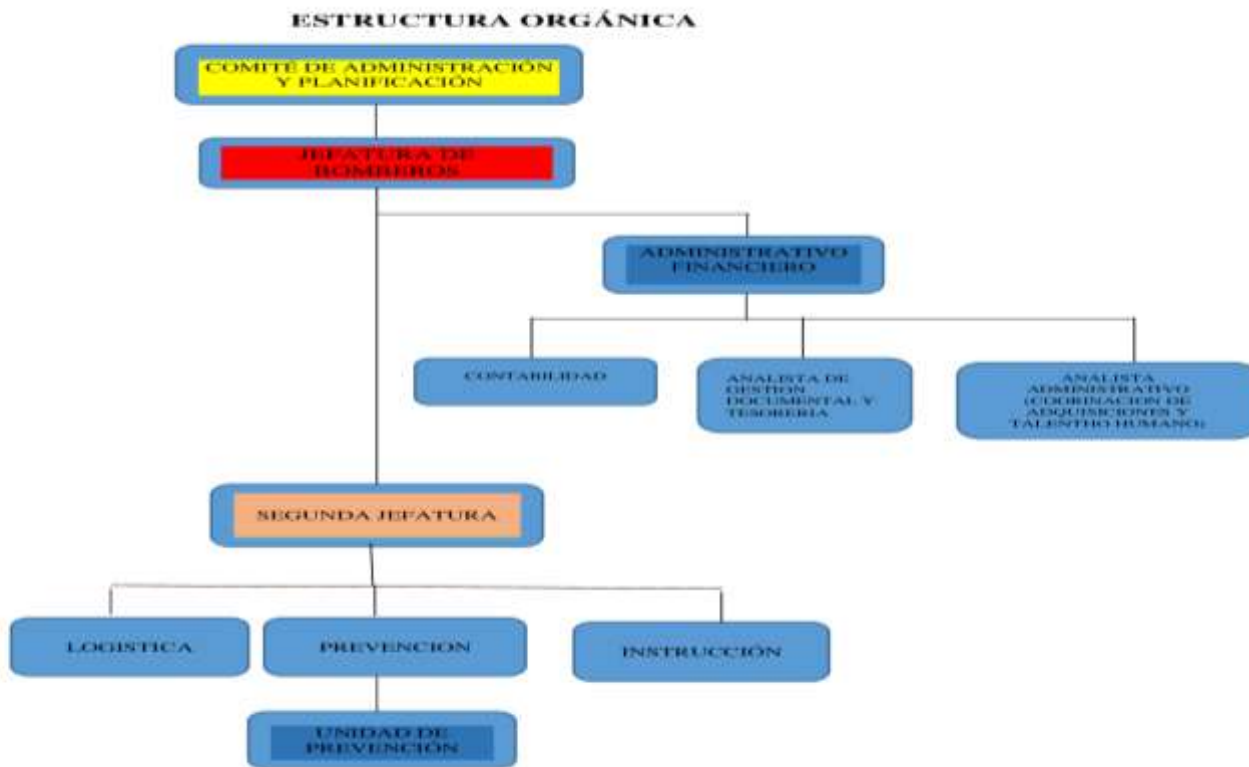 ESTRUCTURA ORGÁNICA
COMITÉ DE ADMINISTRACIÓN
Y PLANIFICACIÓN
JEFATURA DE
BOMBEROS
ADMINISTRATIVO
FINANCIERO
CONTABILIDAD
ANALISTA DE
GESTION
DOCUMENTAL Y
TESORERIA
ANALISTA
ADMINISTRATIVO
(COORINACION DE
ADQUISICIONES Y
TALENTHO HUMANO)
SEGUNDA JEFATURA
LOGISTICA
PREVENCION
INSTRUCCIÓN
UNIDAD DE
PREVENCIÓN